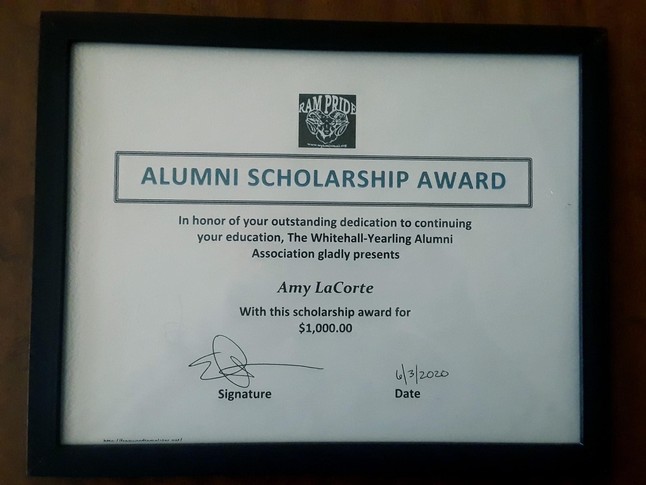 RAM PRIDE
ALUMNI SCHOLARSHIP AWARD
In honor of your outstanding dedication to continuing
your education, The Whitehall-Yearling Alumni
Association gladly presents
Amy LaCorte
With this scholarship award for
$1,000.00
6/3/2020
Signature Date